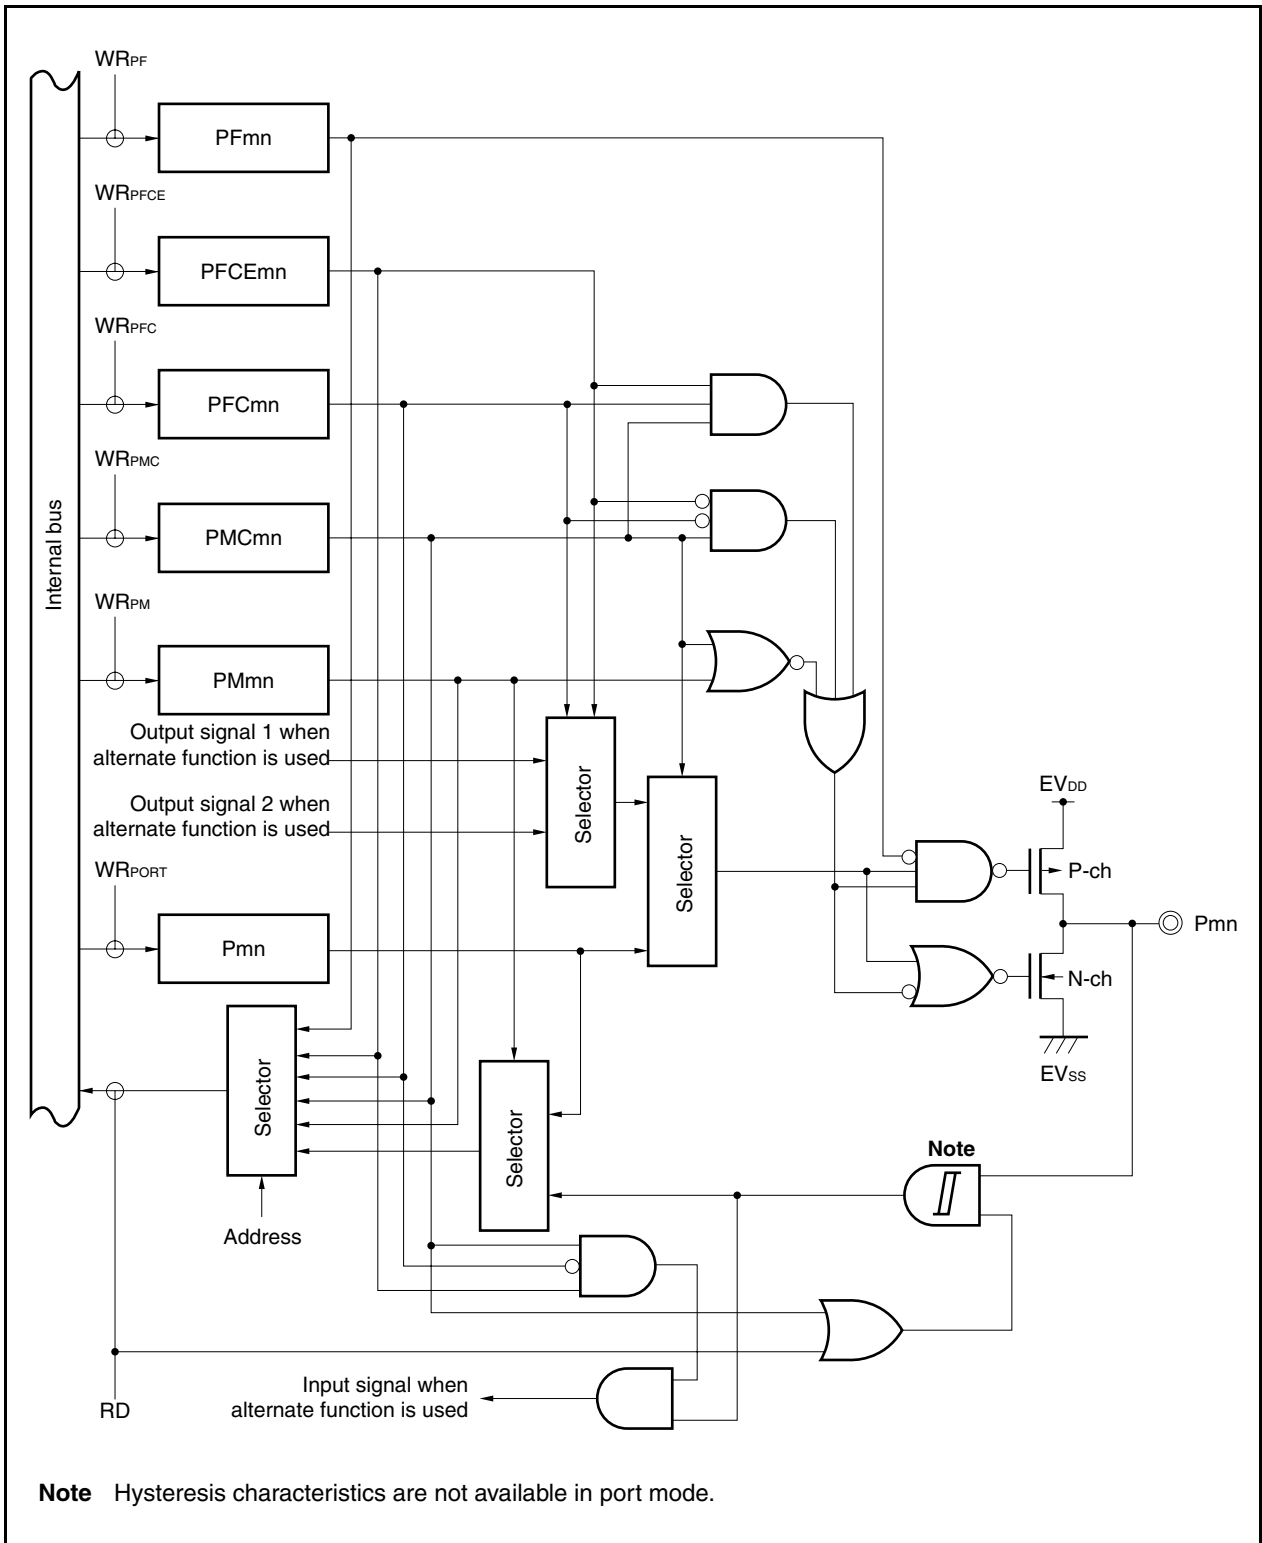 WRPF
PFmn
WRPFCE
PFCEmn
WRPFC
PFCmn
WRPMC
PMCmn
Internal bus
WRPM
PMmn
Output signal 1 when
alternate function is used
Output signal 2 when
alternate function is used
Selector
Selector
EVDD
P-ch
WRPORT
Pmn
Pmn
N-ch
EVSS
Selector
Selector
Address
Note
RD
Input signal when
alternate function is used
Note Hysteresis characteristics are not available in port mode.